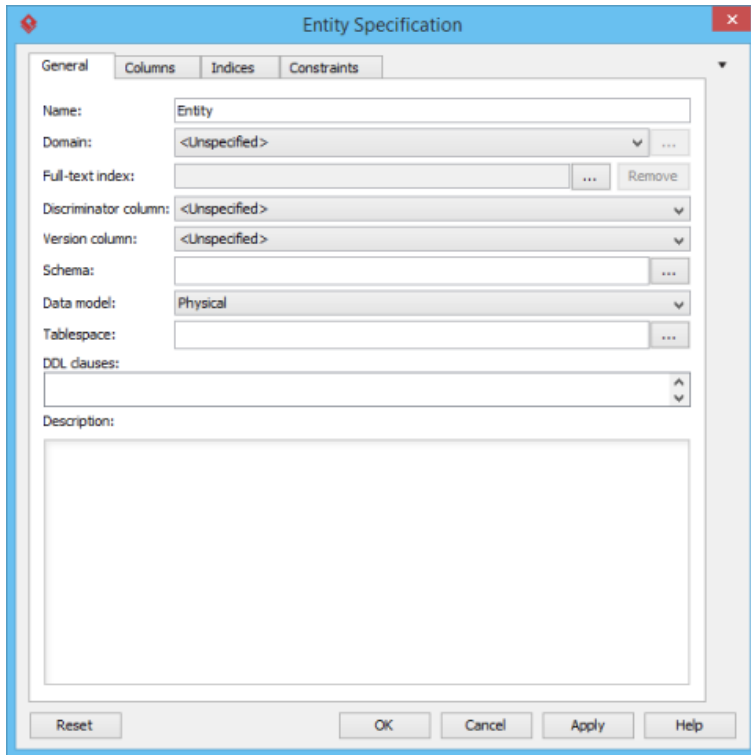 Entity Specification
General Columns Indices Constraints
Name: Entity
Domain: <Unspecified> ...
Full-text index: ... Remove
Discriminator column: <Unspecified>
Version column: <Unspecified>
Schema: ...
Data model: Physical
Tablespace: ...
DDL clauses:
Description:
Reset OK Cancel Apply Help